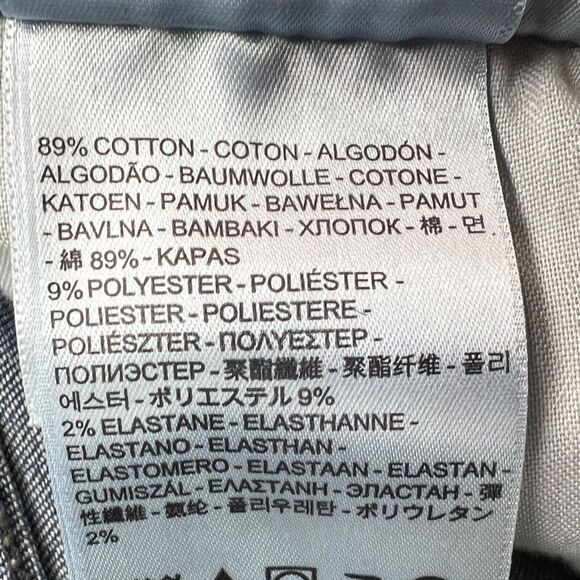 89% COTTON - COTON - ALGODÓN -
ALGODÃO - BAUMWOLLE - COTONE -
KATOEN - PAMUK - BAWEŁNA - PAMUT
- BAVLNA - BAMBAKI - ХЛОПОК - 棉 - 면
- 綿 89% - KAPAS
9% POLYESTER - POLIÉSTER -
POLIESTER - POLIESTERE -
POLIÉSZTER - ΠΟΛΥΕΣΤΕΡ -
ПОЛИЭСТЕР - 聚酯纖維 - 聚酯纤维 - 폴리
에스터 - ポリエステル 9%
2% ELASTANE - ELASTHANNE -
ELASTANO - ELASTHAN -
ELASTOMERO - ELASTAAN - ELASTAN -
GUMISZÁL - ΕΛΑΣΤΑΝΗ - ЭЛАСТАН - 彈
性纖維 - 氨纶 - 폴리우레탄 - ポリウレタン
2%